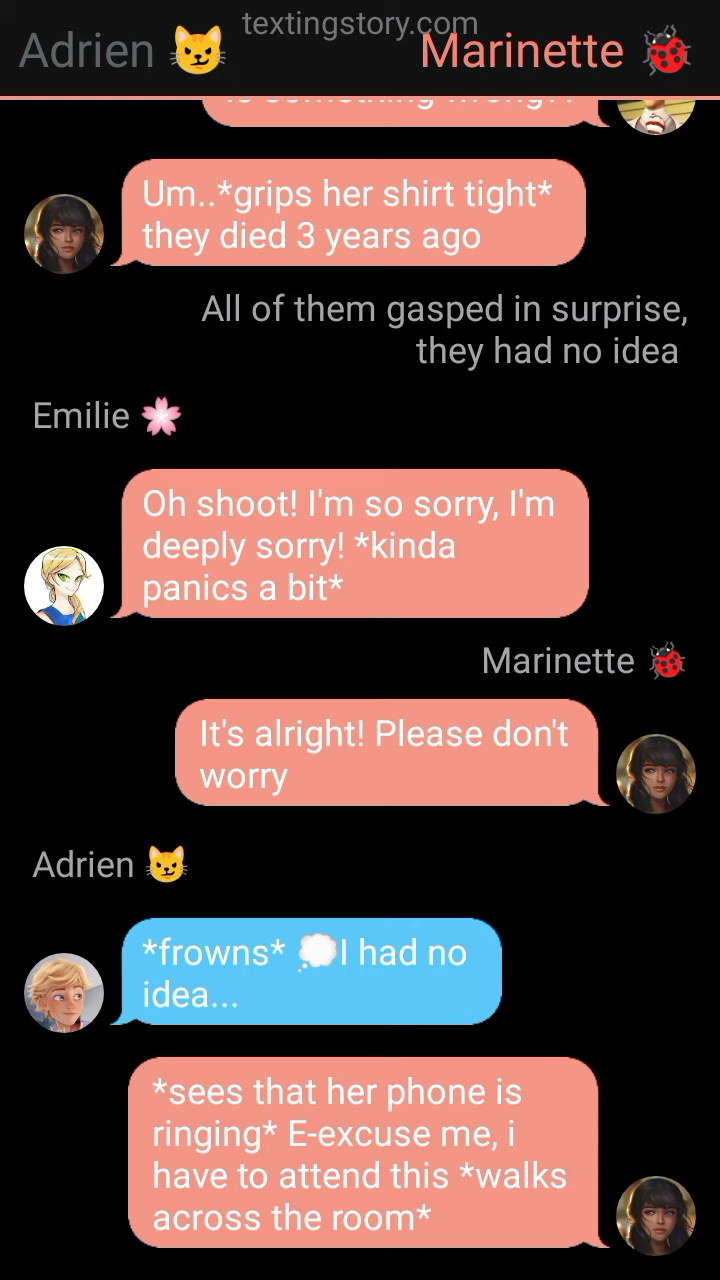 textingstory.com
Adrien 😼 Marinette 🐞
is something wrong??
Um..*grips her shirt tight*
they died 3 years ago
All of them gasped in surprise,
they had no idea
Emilie 🌸
Oh shoot! I'm so sorry, I'm
deeply sorry! *kinda
panics a bit*
Marinette 🐞
It's alright! Please don't
worry
Adrien 😼
*frowns* 💭I had no
idea...
*sees that her phone is
ringing* E-excuse me, i
have to attend this *walks
across the room*